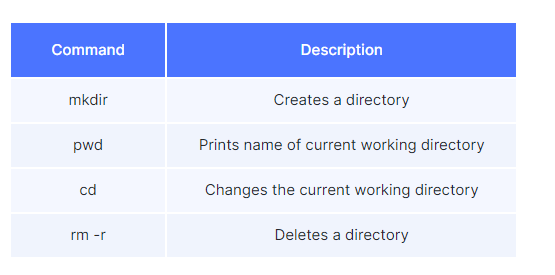 Command Description
mkdir Creates a directory
pwd Prints name of current working directory
cd Changes the current working directory
rm -r Deletes a directory